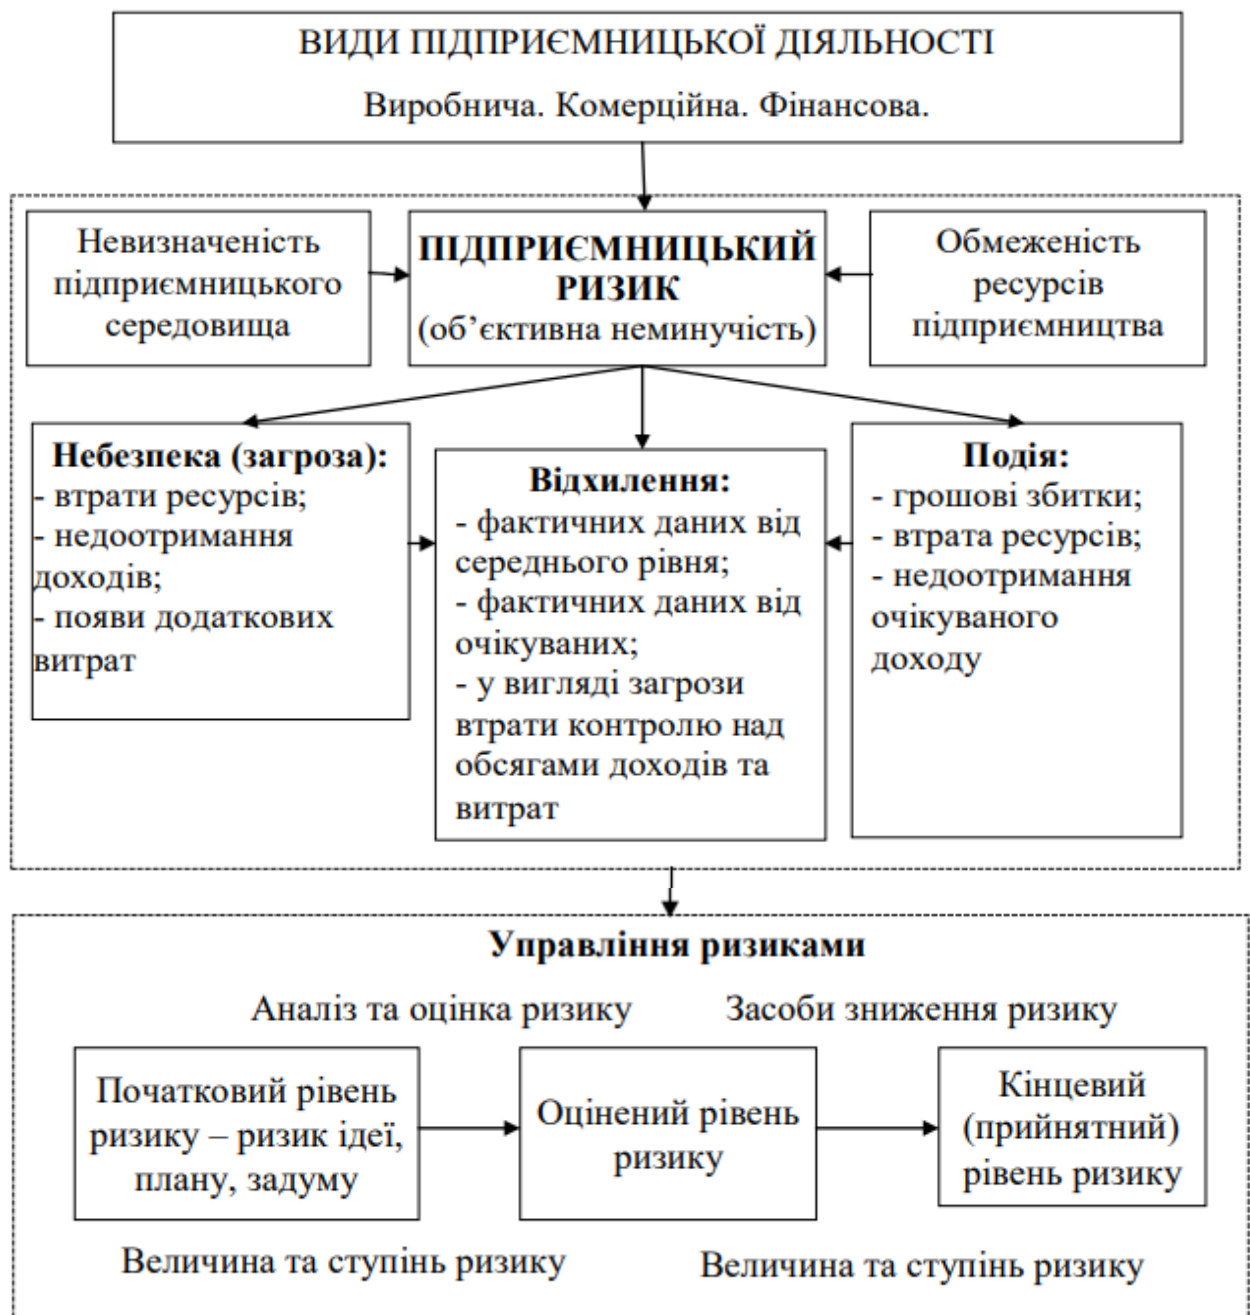 ВИДИ ПІДПРИЄМНИЦЬКОЇ ДІЯЛЬНОСТІ
Виробнича. Комерційна. Фінансова.
Невизначеність
підприємницького
середовища
ПІДПРИЄМНИЦЬКИЙ
РИЗИК
(об’єктивна неминучість)
Обмеженість
ресурсів
підприємництва
Небезпека (загроза):
- втрати ресурсів;
- недоотримання
доходів;
- появи додаткових
витрат
Відхилення:
- фактичних даних від
середнього рівня;
- фактичних даних від
очікуваних;
- у вигляді загрози
втрати контролю над
обсягами доходів та
витрат
Подія:
- грошові збитки;
- втрата ресурсів;
- недоотримання
очікуваного
доходу
Управління ризиками
Аналіз та оцінка ризику
Засоби зниження ризику
Початковий рівень
ризику – ризик ідеї,
плану, задуму
Оцінений рівень
ризику
Кінцевий
(прийнятний)
рівень ризику
Величина та ступінь ризику
Величина та ступінь ризику